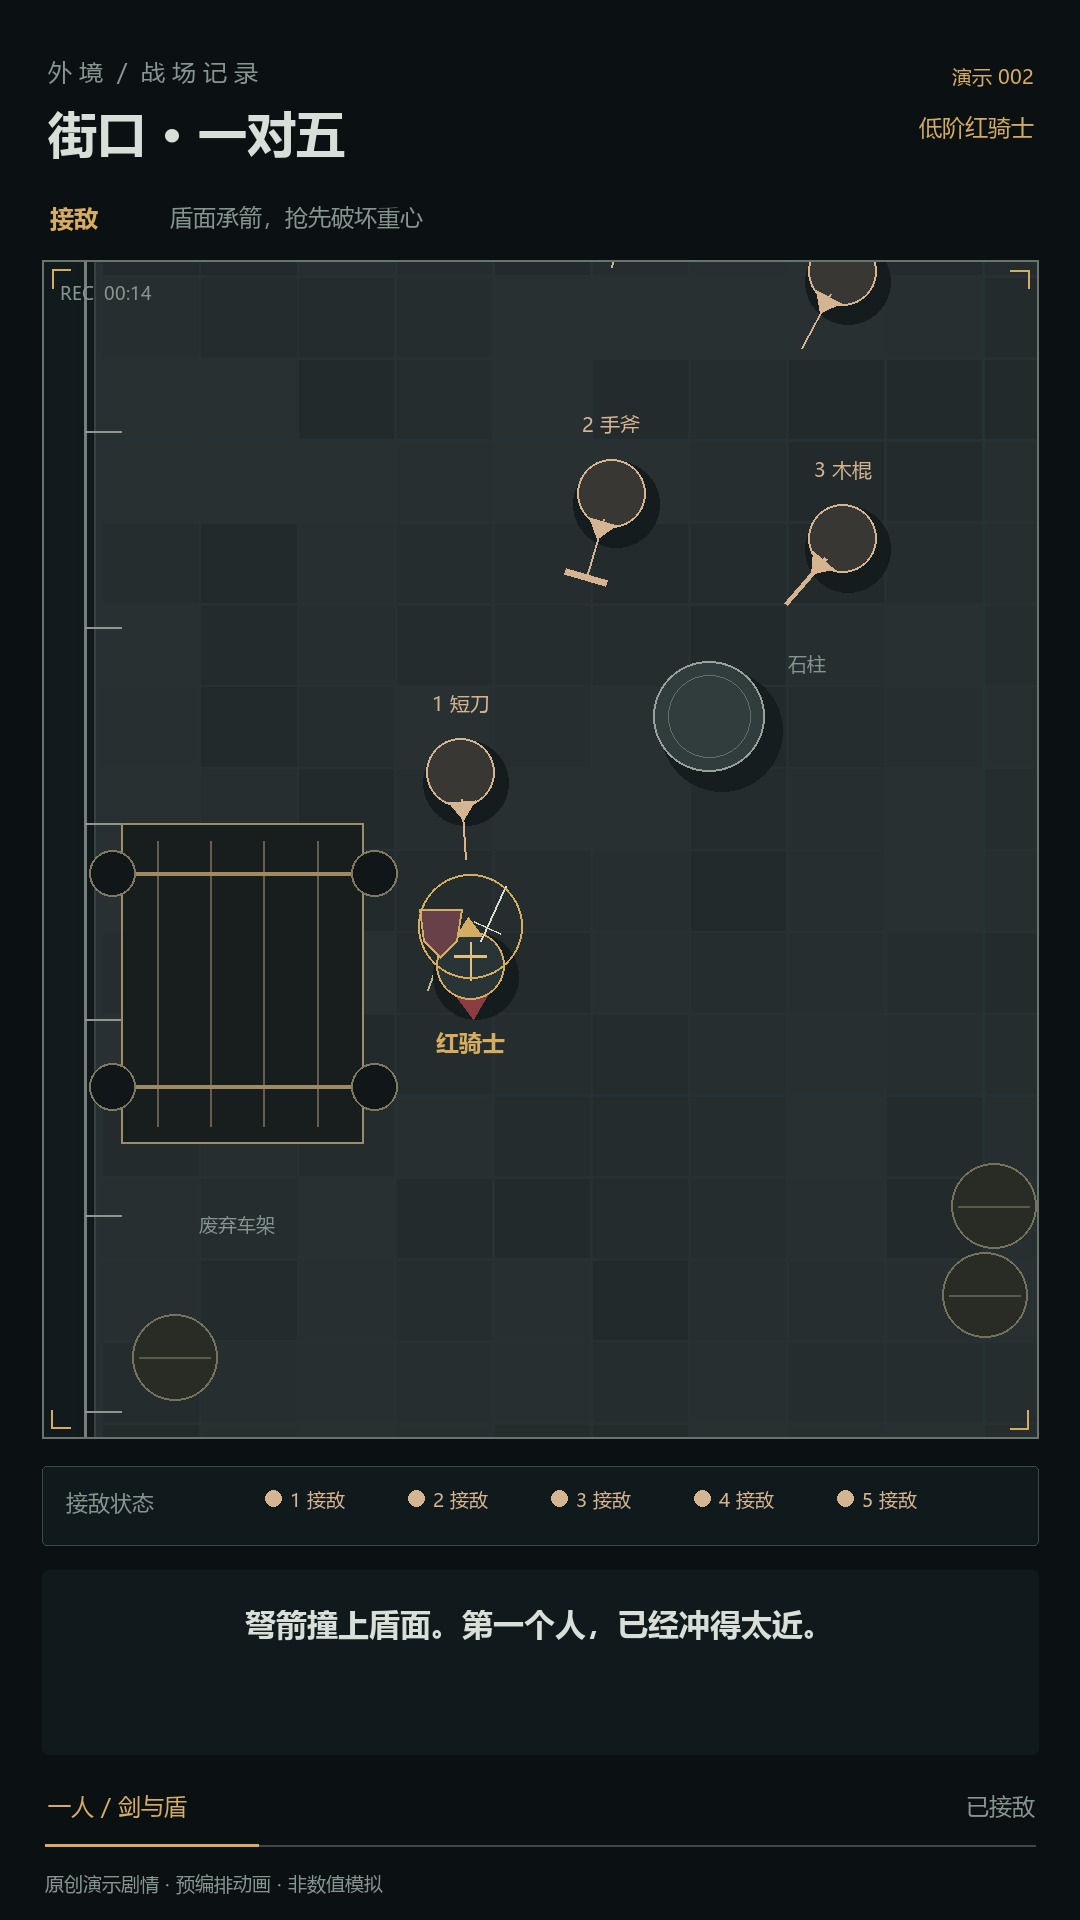 外境 / 战场记录
演示 002
街口·一对五
低阶红骑士
接敌 盾面承箭，抢先破坏重心
REC 00:14
2 手斧
3 木棍
石柱
1 短刀
红骑士
废弃车架
接敌状态 1 接敌 2 接敌 3 接敌 4 接敌 5 接敌
弩箭撞上盾面。第一个人，已经冲得太近。
一人 / 剑与盾 已接敌
原创演示剧情 · 预编排动画 · 非数值模拟